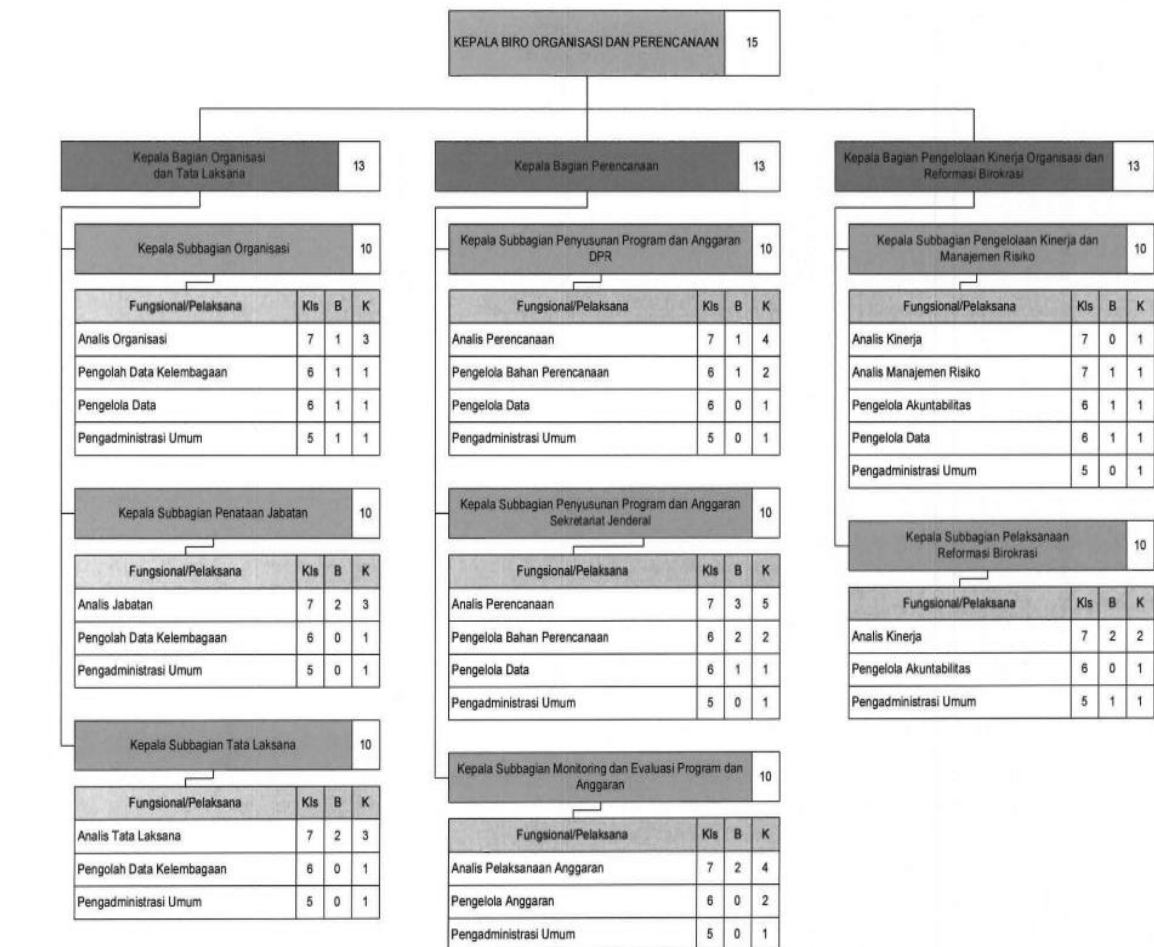 KEPALA BIRO ORGANISASI DAN PERENCANAAN 15
Kepala Bagian Organisasi
dan Tata Laksana 13
Kepala Subbagian Organisasi 10
Fungsional/Pelaksana Kls B K
Analis Organisasi 7 1 3
Pengolah Data Kelembagaan 6 1 1
Pengelola Data 6 1 1
Pengadministrasi Umum 5 1 1
Kepala Subbagian Penataan Jabatan 10
Fungsional/Pelaksana Kls B K
Analis Jabatan 7 2 3
Pengolah Data Kelembagaan 6 0 1
Pengadministrasi Umum 5 0 1
Kepala Subbagian Tata Laksana 10
Fungsional/Pelaksana Kls B K
Analis Tata Laksana 7 2 3
Pengolah Data Kelembagaan 6 0 1
Pengadministrasi Umum 5 0 1
Kepala Bagian Perencanaan 13
Kepala Subbagian Penyusunan Program dan Anggaran
DPR 10
Fungsional/Pelaksana Kls B K
Analis Perencanaan 7 1 4
Pengelola Bahan Perencanaan 6 1 2
Pengelola Data 6 0 1
Pengadministrasi Umum 5 0 1
Kepala Subbagian Penyusunan Program dan Anggaran
Sekretariat Jenderal 10
Fungsional/Pelaksana Kls B K
Analis Perencanaan 7 3 5
Pengelola Bahan Perencanaan 6 2 2
Pengelola Data 6 1 1
Pengadministrasi Umum 5 0 1
Kepala Subbagian Monitoring dan Evaluasi Program dan
Anggaran 10
Fungsional/Pelaksana Kls B K
Analis Pelaksanaan Anggaran 7 2 4
Pengelola Anggaran 6 0 2
Pengadministrasi Umum 5 0 1
Kepala Bagian Pengelolaan Kinerja Organisasi dan
Reformasi Birokrasi 13
Kepala Subbagian Pengelolaan Kinerja dan
Manajemen Risiko 10
Fungsional/Pelaksana Kls B K
Analis Kinerja 7 0 1
Analis Manajemen Risiko 7 1 1
Pengelola Akuntabilitas 6 1 1
Pengelola Data 6 1 1
Pengadministrasi Umum 5 0 1
Kepala Subbagian Pelaksanaan
Reformasi Birokrasi 10
Fungsional/Pelaksana Kls B K
Analis Kinerja 7 2 2
Pengelola Akuntabilitas 6 0 1
Pengadministrasi Umum 5 1 1